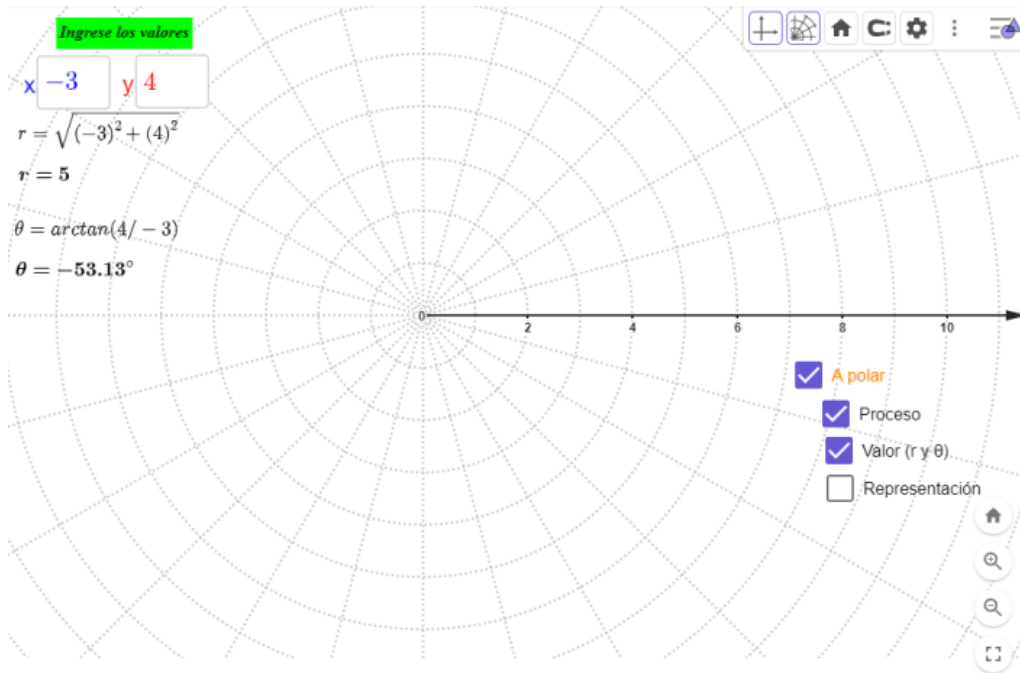 Ingrese los valores
x −3 y 4
r = √(−3)² + (4)²
r = 5
θ = arctan(4/ − 3)
θ = −53.13°
0 2 4 6 8 10
A polar
Proceso
Valor (r y θ)
Representación